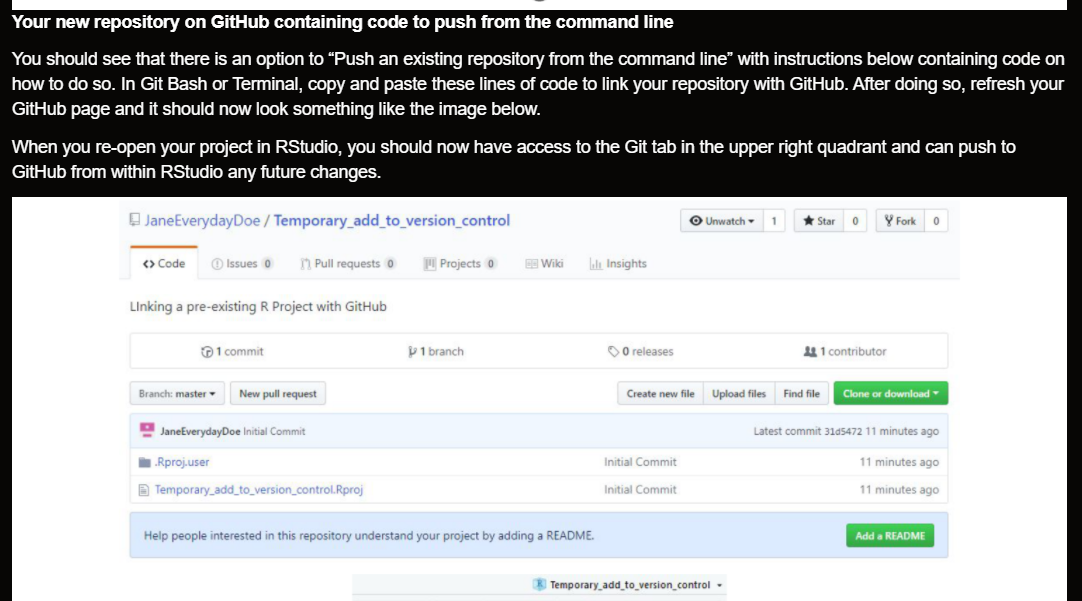 Your new repository on GitHub containing code to push from the command line
You should see that there is an option to “Push an existing repository from the command line” with instructions below containing code on
how to do so. In Git Bash or Terminal, copy and paste these lines of code to link your repository with GitHub. After doing so, refresh your
GitHub page and it should now look something like the image below.
When you re-open your project in RStudio, you should now have access to the Git tab in the upper right quadrant and can push to
GitHub from within RStudio any future changes.
JaneEverydayDoe / Temporary_add_to_version_control Unwatch 1 Star 0 Fork 0
Code Issues 0 Pull requests 0 Projects 0 Wiki Insights
LInking a pre-existing R Project with GitHub
1 commit 1 branch 0 releases 1 contributor
Branch: master New pull request Create new file Upload files Find file Clone or download
JaneEverydayDoe Initial Commit Latest commit 31d5472 11 minutes ago
.Rproj.user Initial Commit 11 minutes ago
Temporary_add_to_version_control.Rproj Initial Commit 11 minutes ago
Help people interested in this repository understand your project by adding a README. Add a README
R Temporary_add_to_version_control